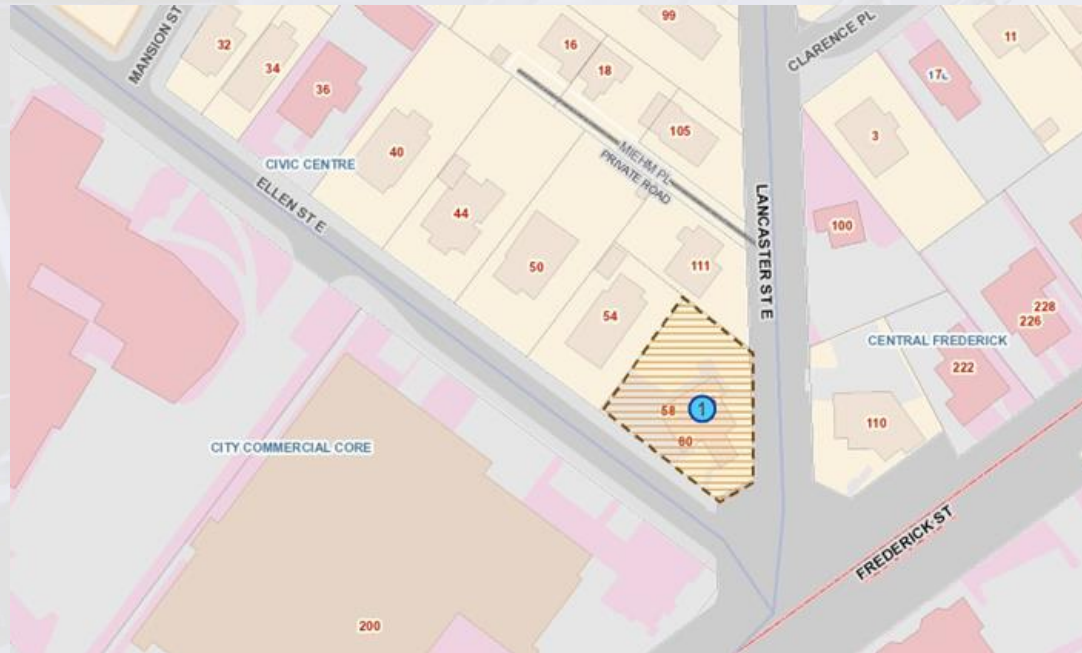 99
MANSION ST
32
34
36
16
18
CLARENCE PL
11
105
3
40
MIEHM PL
PRIVATE ROAD
CIVIC CENTRE
ELLEN ST E
44
LANCASTER ST E
100
50
111
54
228
226
CENTRAL FREDERICK
222
58
1
60
110
CITY COMMERCIAL CORE
FREDERICK ST
200